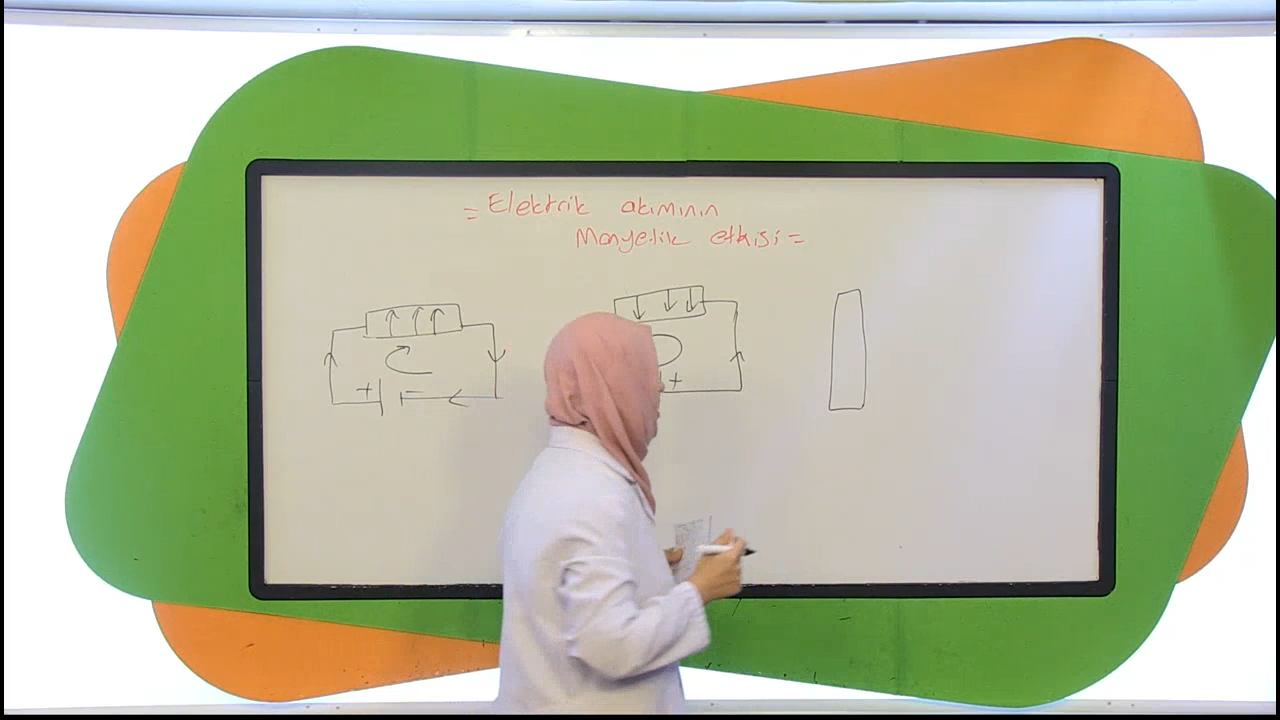 = Elektrik akımının
Manyetik etkisi =
+ -
+